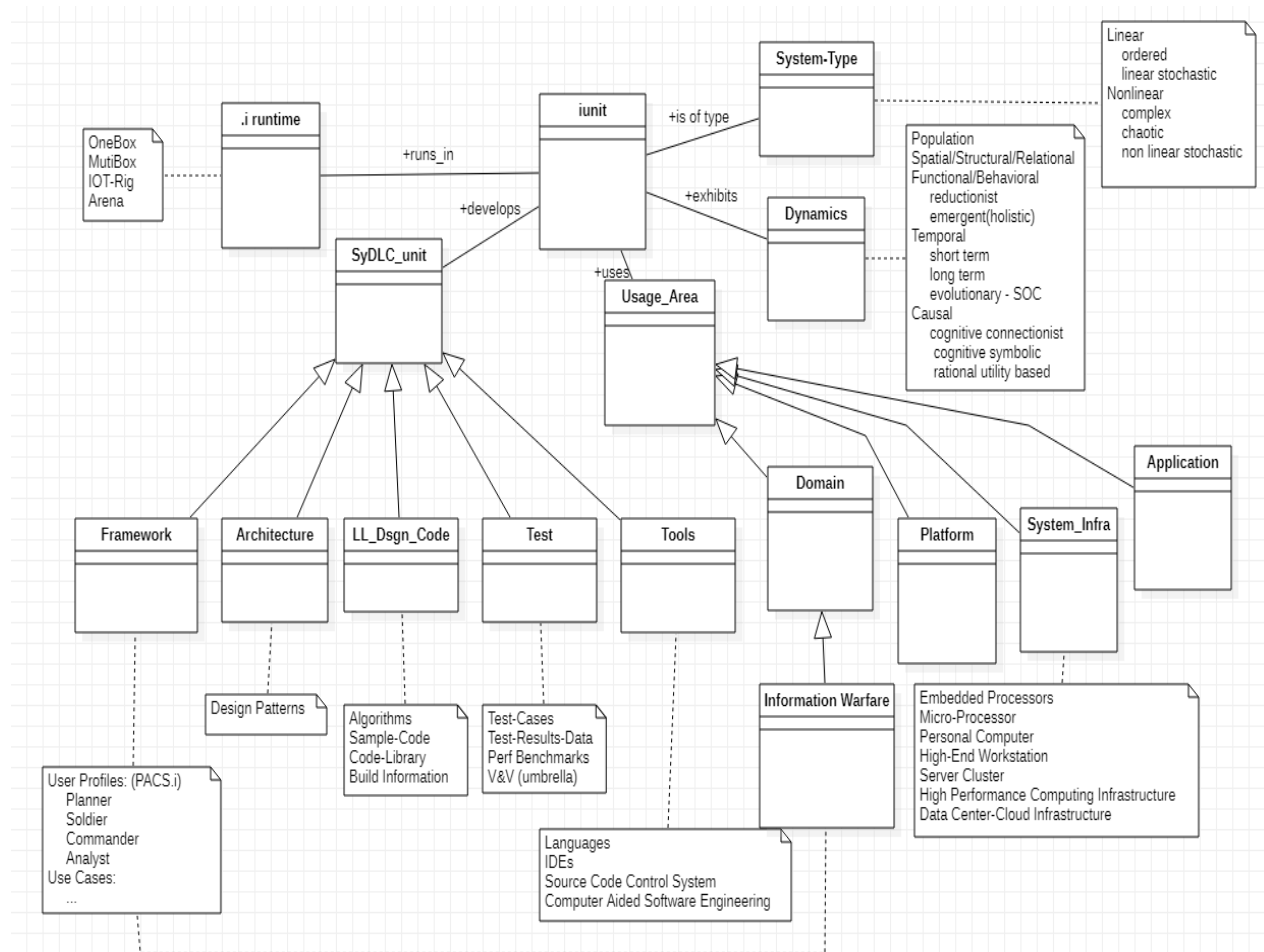 System-Type
Linear
ordered
linear stochastic
Nonlinear
complex
chaotic
non linear stochastic
.i runtime
iunit
+is of type
OneBox
MutiBox
IOT-Rig
Arena
+runs_in
+develops
+exhibits
+uses
Population
Spatial/Structural/Relational
Functional/Behavioral
reductionist
emergent(holistic)
Temporal
short term
long term
evolutionary - SOC
Causal
cognitive connectionist
cognitive symbolic
rational utility based
Dynamics
SyDLC_unit
Usage_Area
Application
Domain
Framework
Architecture
LL_Dsgn_Code
Test
Tools
Platform
System_Infra
Information Warfare
Design Patterns
Algorithms
Sample-Code
Code-Library
Build Information
Test-Cases
Test-Results-Data
Perf Benchmarks
V&V (umbrella)
Embedded Processors
Micro-Processor
Personal Computer
High-End Workstation
Server Cluster
High Performance Computing Infrastructure
Data Center-Cloud Infrastructure
User Profiles: (PACS.i)
Planner
Soldier
Commander
Analyst
Use Cases:
...
Languages
IDEs
Source Code Control System
Computer Aided Software Engineering